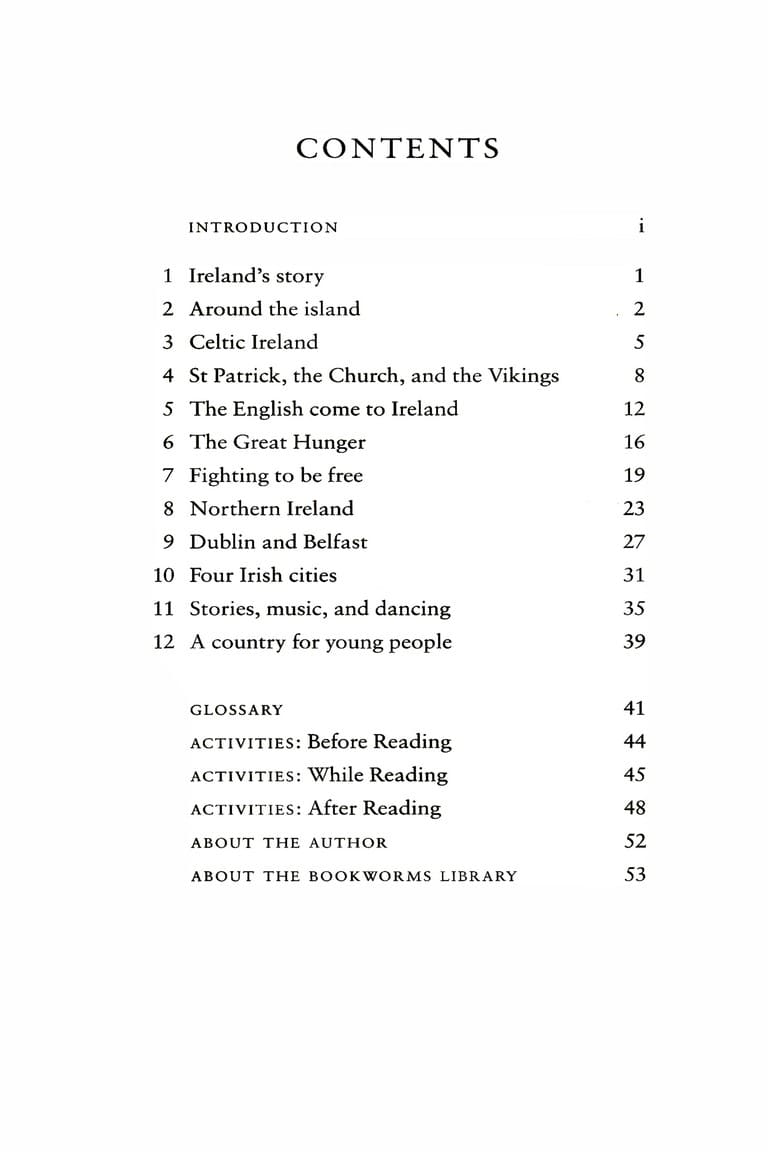 CONTENTS
INTRODUCTION i
1 Ireland's story 1
2 Around the island 2
3 Celtic Ireland 5
4 St Patrick, the Church, and the Vikings 8
5 The English come to Ireland 12
6 The Great Hunger 16
7 Fighting to be free 19
8 Northern Ireland 23
9 Dublin and Belfast 27
10 Four Irish cities 31
11 Stories, music, and dancing 35
12 A country for young people 39
GLOSSARY 41
ACTIVITIES: Before Reading 44
ACTIVITIES: While Reading 45
ACTIVITIES: After Reading 48
ABOUT THE AUTHOR 52
ABOUT THE BOOKWORMS LIBRARY 53